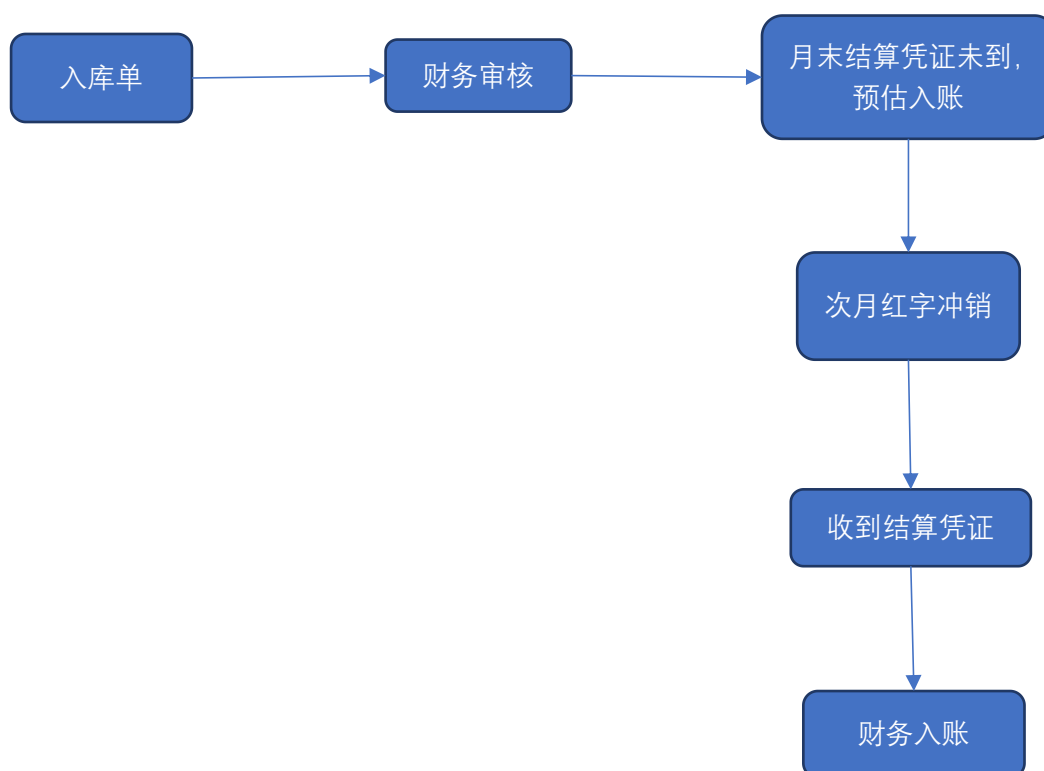 入库单
财务审核
月末结算凭证未到,
预估入账
次月红字冲销
收到结算凭证
财务入账